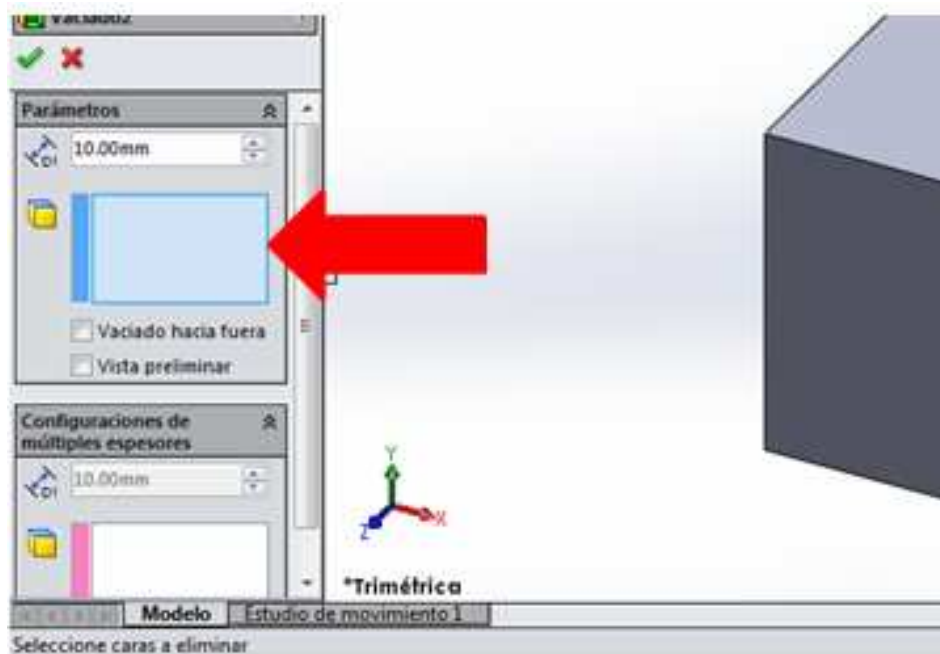 Vaciado2
Parámetros
10.00mm
Vaciado hacia fuera
Vista preliminar
Configuraciones de
múltiples espesores
10.00mm
Y
X
Z
*Trimétrica
Modelo
Estudio de movimiento 1
Seleccione caras a eliminar